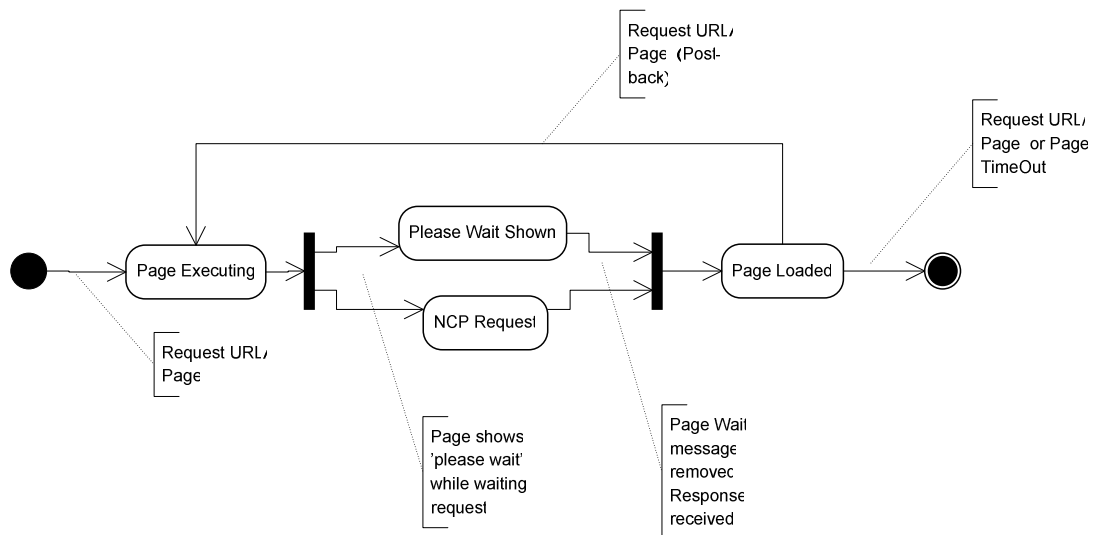 Request URL/
Page (Post-
back)
Request URL/
Page or Page
TimeOut
Please Wait Shown
Page Executing
Page Loaded
NCP Request
Request URL/
Page
Page shows
'please wait'
while waiting
request
Page Wait
message
removed
Response
received